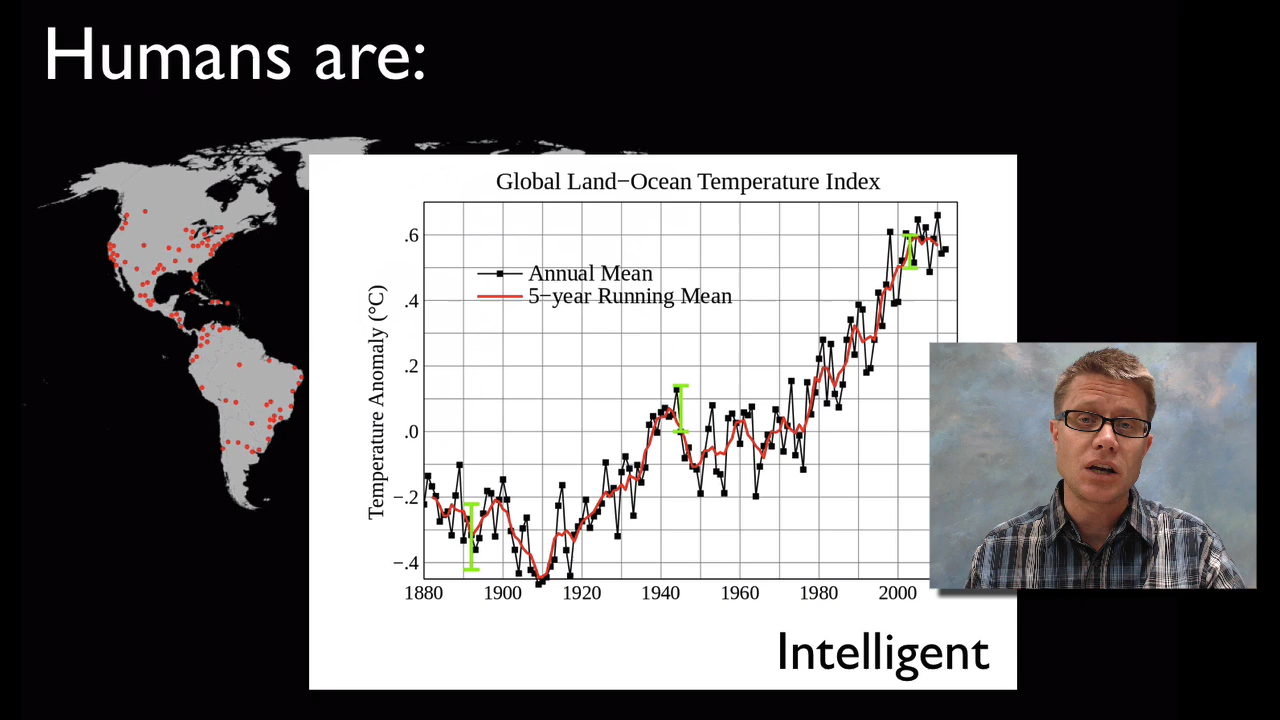 Humans are:
Global Land−Ocean Temperature Index
.6
.4
.2
.0
−.2
−.4
Temperature Anomaly (°C)
Annual Mean
5−year Running Mean
1880 1900 1920 1940 1960 1980 2000
Intelligent